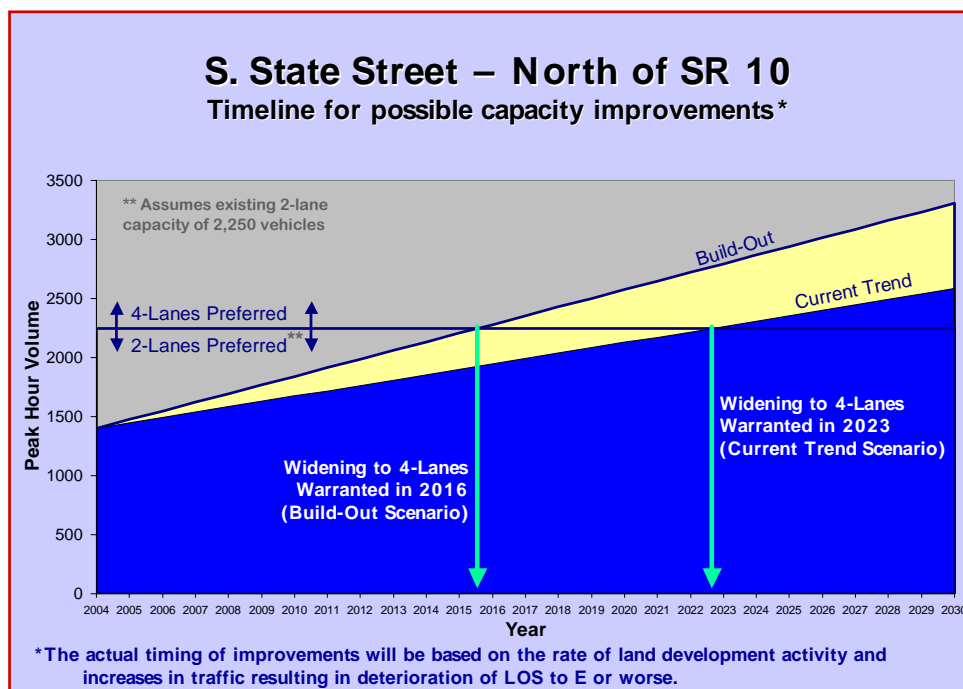 S. State Street – North of SR 10
Timeline for possible capacity improvements*
3500
3000
2500
2000
1500
1000
500
0
Peak Hour Volume
** Assumes existing 2-lane
capacity of 2,250 vehicles
Build-Out
Current Trend
4-Lanes Preferred
2-Lanes Preferred**
Widening to 4-Lanes
Warranted in 2016
(Build-Out Scenario)
Widening to 4-Lanes
Warranted in 2023
(Current Trend Scenario)
2004 2005 2006 2007 2008 2009 2010 2011 2012 2013 2014 2015 2016 2017 2018 2019 2020 2021 2022 2023 2024 2025 2026 2027 2028 2029 2030
Year
*The actual timing of improvements will be based on the rate of land development activity and
increases in traffic resulting in deterioration of LOS to E or worse.